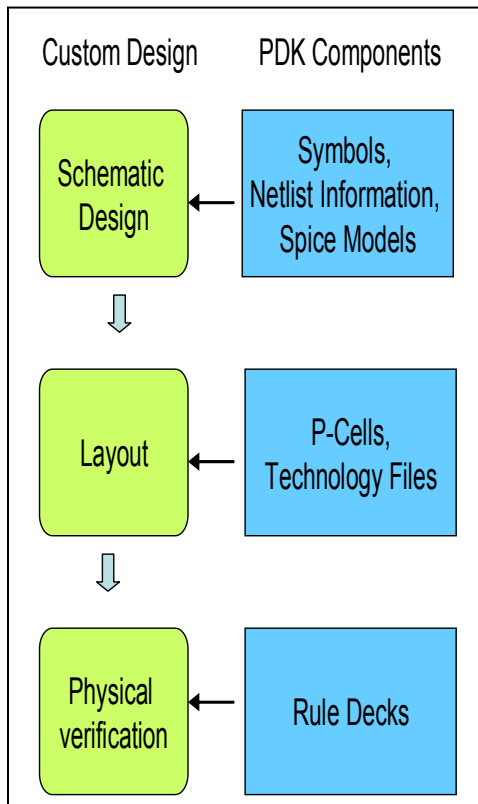 Custom Design
PDK Components
Schematic
Design
Symbols,
Netlist Information,
Spice Models
Layout
P-Cells,
Technology Files
Physical
verification
Rule Decks